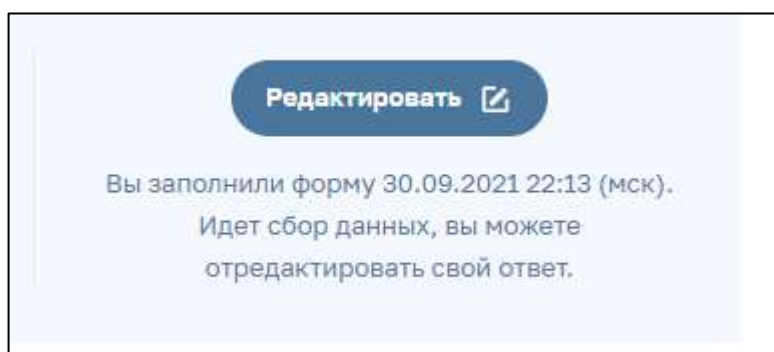 Редактировать
Вы заполнили форму 30.09.2021 22:13 (мск).
Идет сбор данных, вы можете
отредактировать свой ответ.